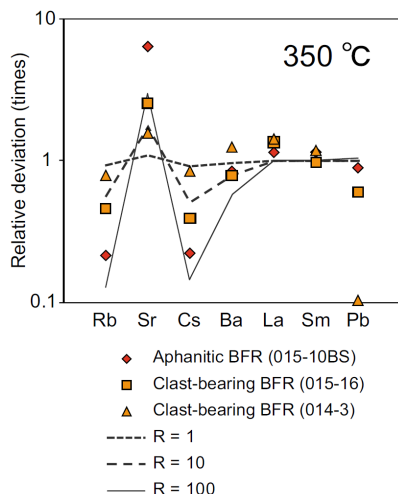 10
350 °C
Relative deviation (times)
1
0.1
Rb Sr Cs Ba La Sm Pb
Aphanitic BFR (015-10BS)
Clast-bearing BFR (015-16)
Clast-bearing BFR (014-3)
R = 1
R = 10
R = 100